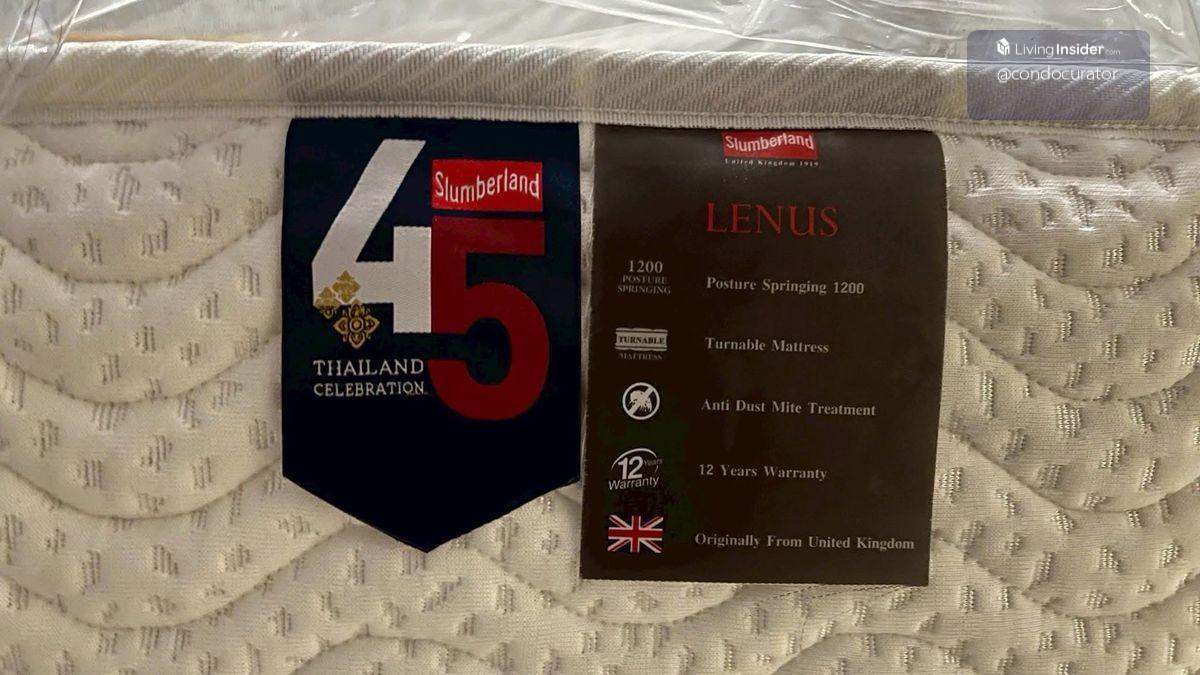 LivingInsider.com
@condocurator
45
Slumberland
THAILAND
CELEBRATION
Slumberland
United Kingdom 1919
LENUS
1200
POSTURE
SPRINGING
Posture Springing 1200
TURNABLE
MATTRESS
Turnable Mattress
Anti Dust Mite Treatment
12 Years
Warranty
12 Years Warranty
Originally From United Kingdom